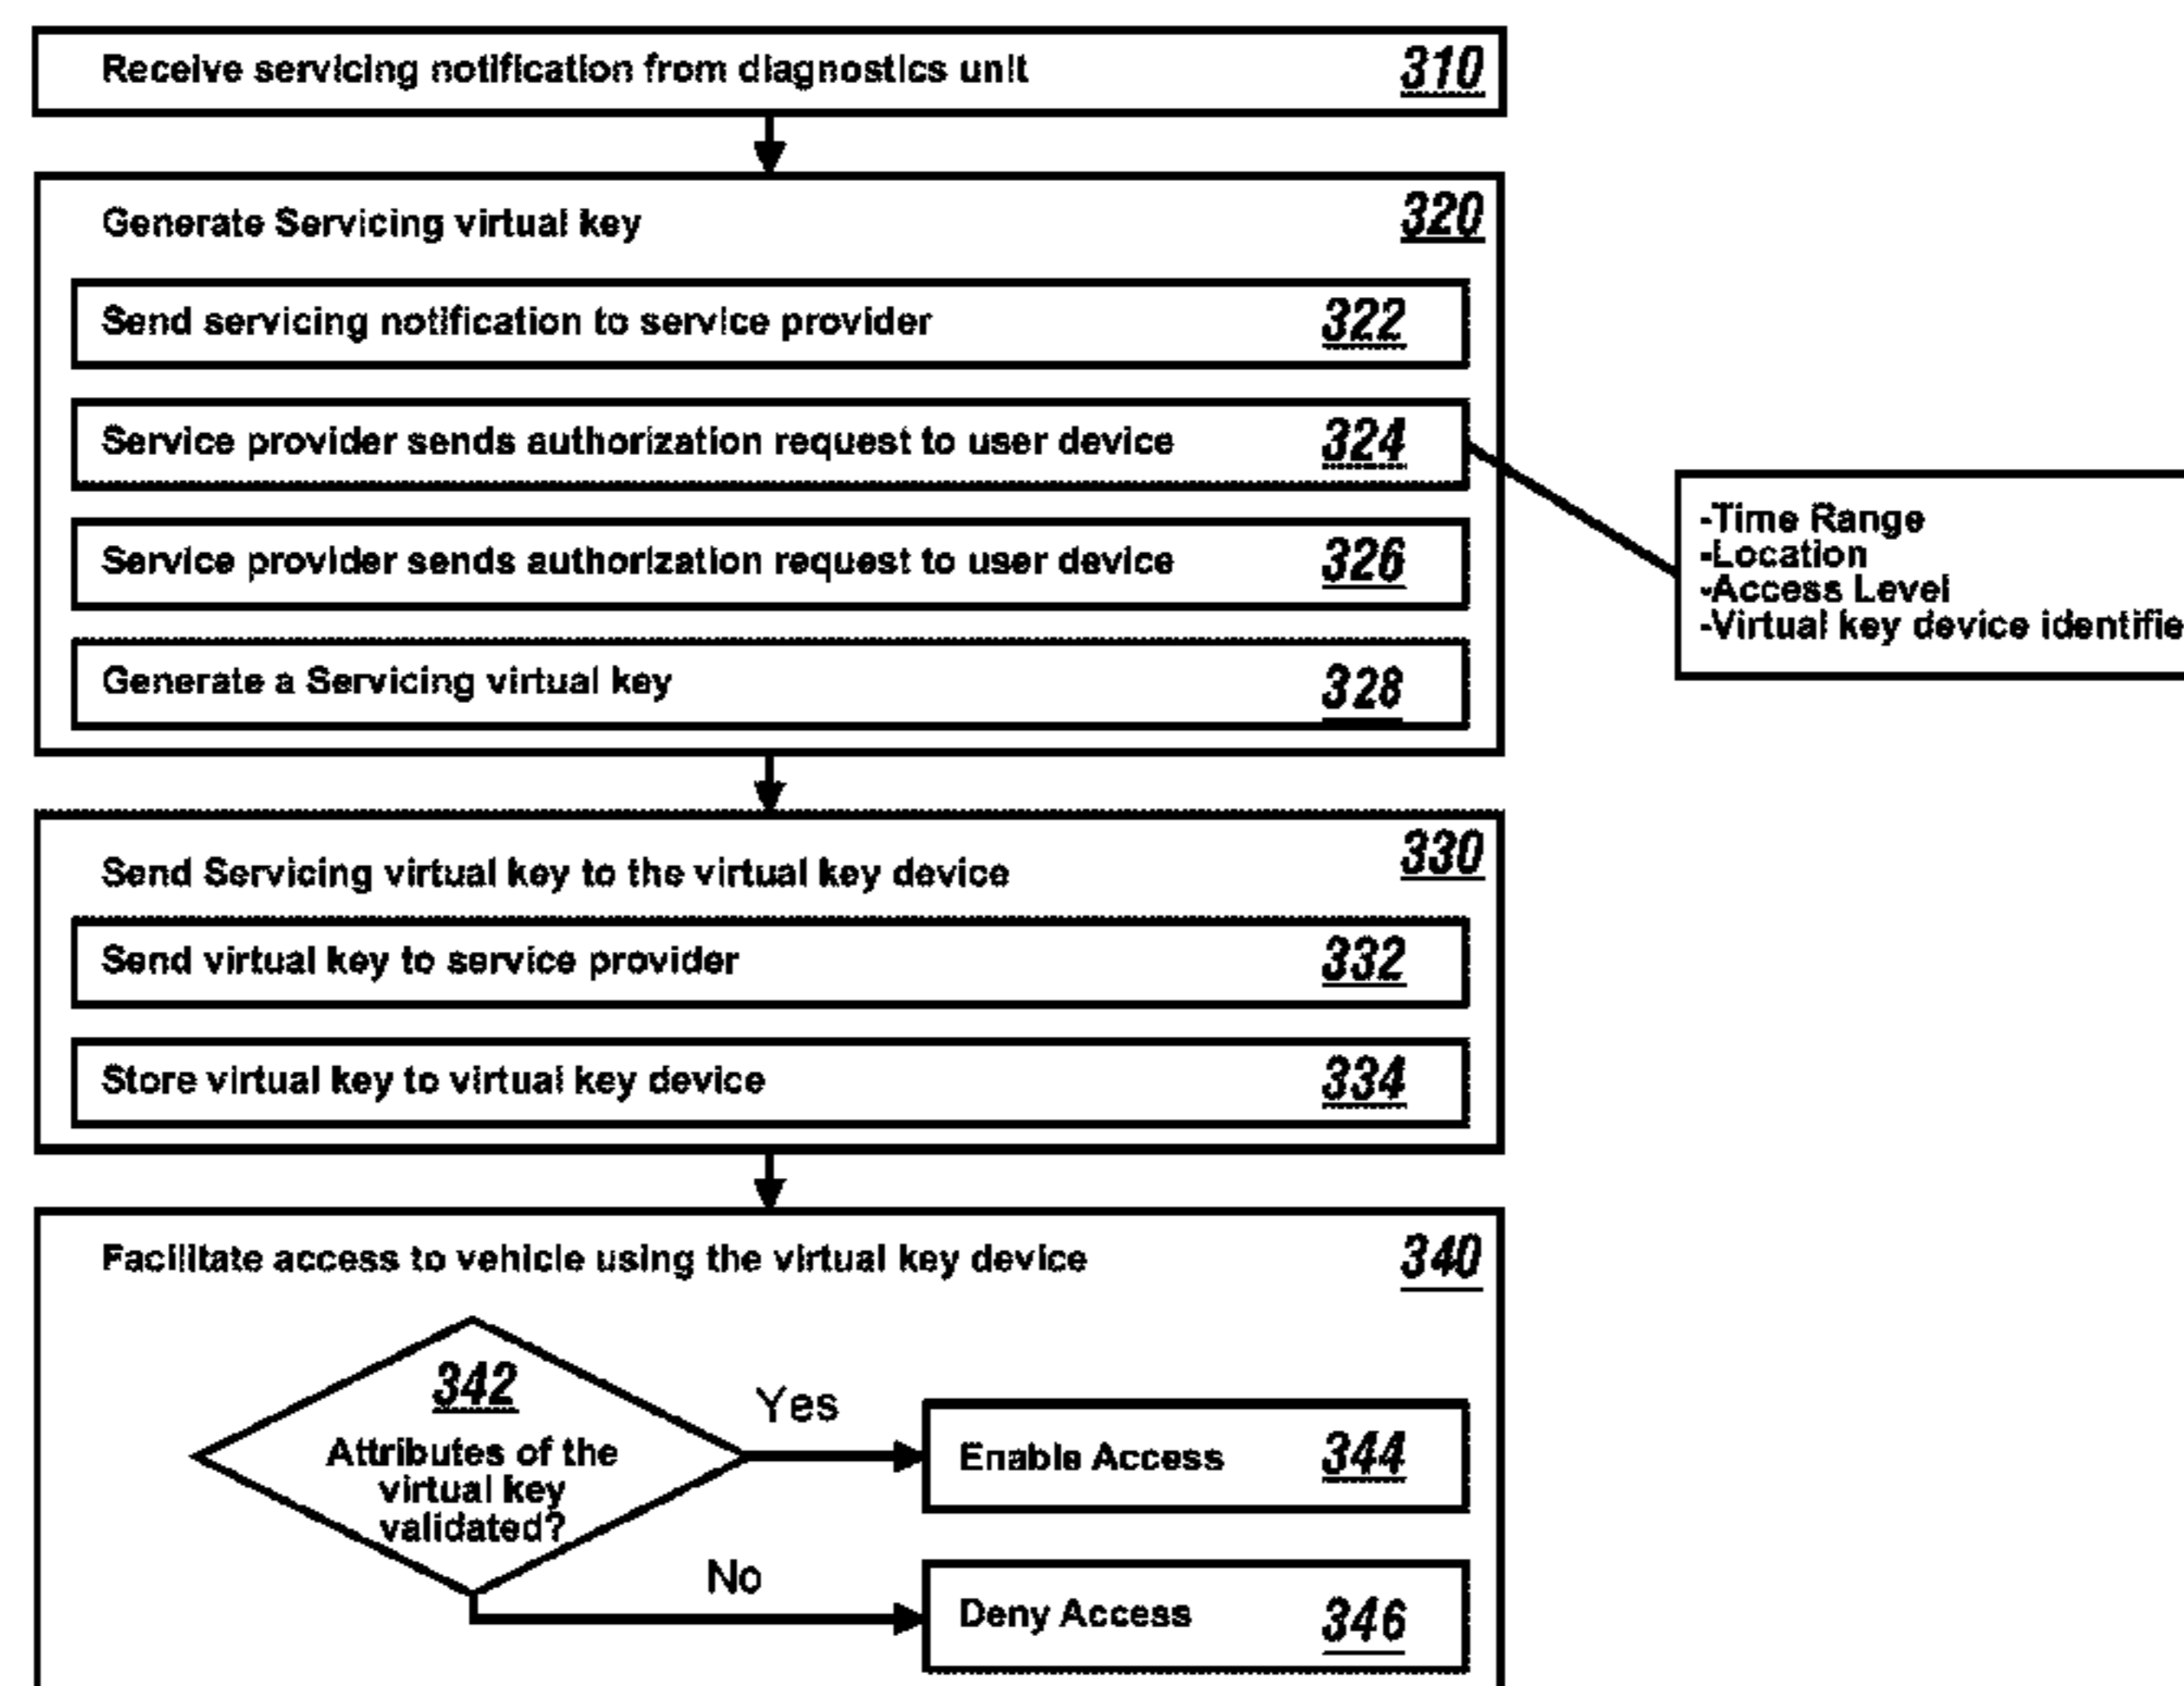 Receive servicing notification from diagnostics unit 310
Generate Servicing virtual key 320
Send servicing notification to service provider 322
Service provider sends authorization request to user device 324
-Time Range
-Location
-Access Level
-Virtual key device identifie
Service provider sends authorization request to user device 326
Generate a Servicing virtual key 328
Send Servicing virtual key to the virtual key device 330
Send virtual key to service provider 332
Store virtual key to virtual key device 334
Facilitate access to vehicle using the virtual key device 340
342
Attributes of the
virtual key
validated?
Yes
Enable Access 344
No
Deny Access 346